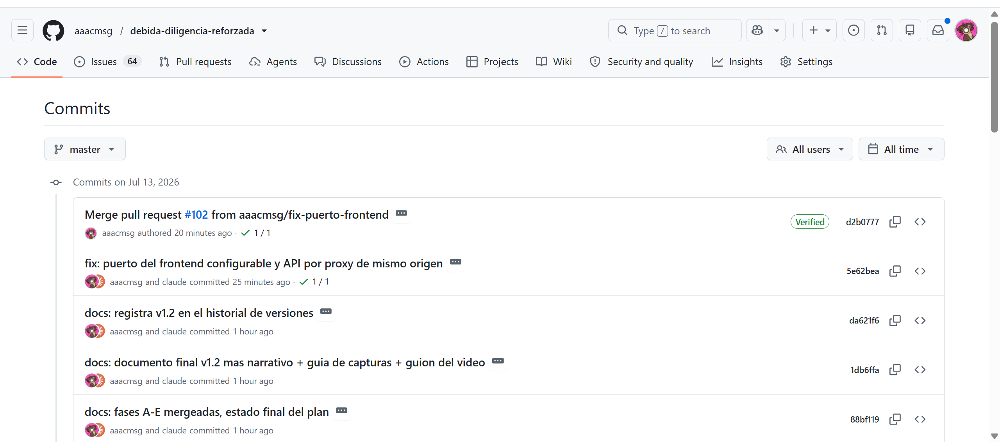 aaacmsg / debida-diligencia-reforzada
Type / to search
Code
Issues 64
Pull requests
Agents
Discussions
Actions
Projects
Wiki
Security and quality
Insights
Settings
Commits
master
All users
All time
Commits on Jul 13, 2026
Merge pull request #102 from aaacmsg/fix-puerto-frontend
aaacmsg authored 20 minutes ago · 1 / 1
Verified
d2b0777
fix: puerto del frontend configurable y API por proxy de mismo origen
aaacmsg and claude committed 25 minutes ago · 1 / 1
5e62bea
docs: registra v1.2 en el historial de versiones
aaacmsg and claude committed 1 hour ago
da621f6
docs: documento final v1.2 mas narrativo + guia de capturas + guion del video
aaacmsg and claude committed 1 hour ago
1db6ffa
docs: fases A-E mergeadas, estado final del plan
aaacmsg and claude committed 1 hour ago
88bf119